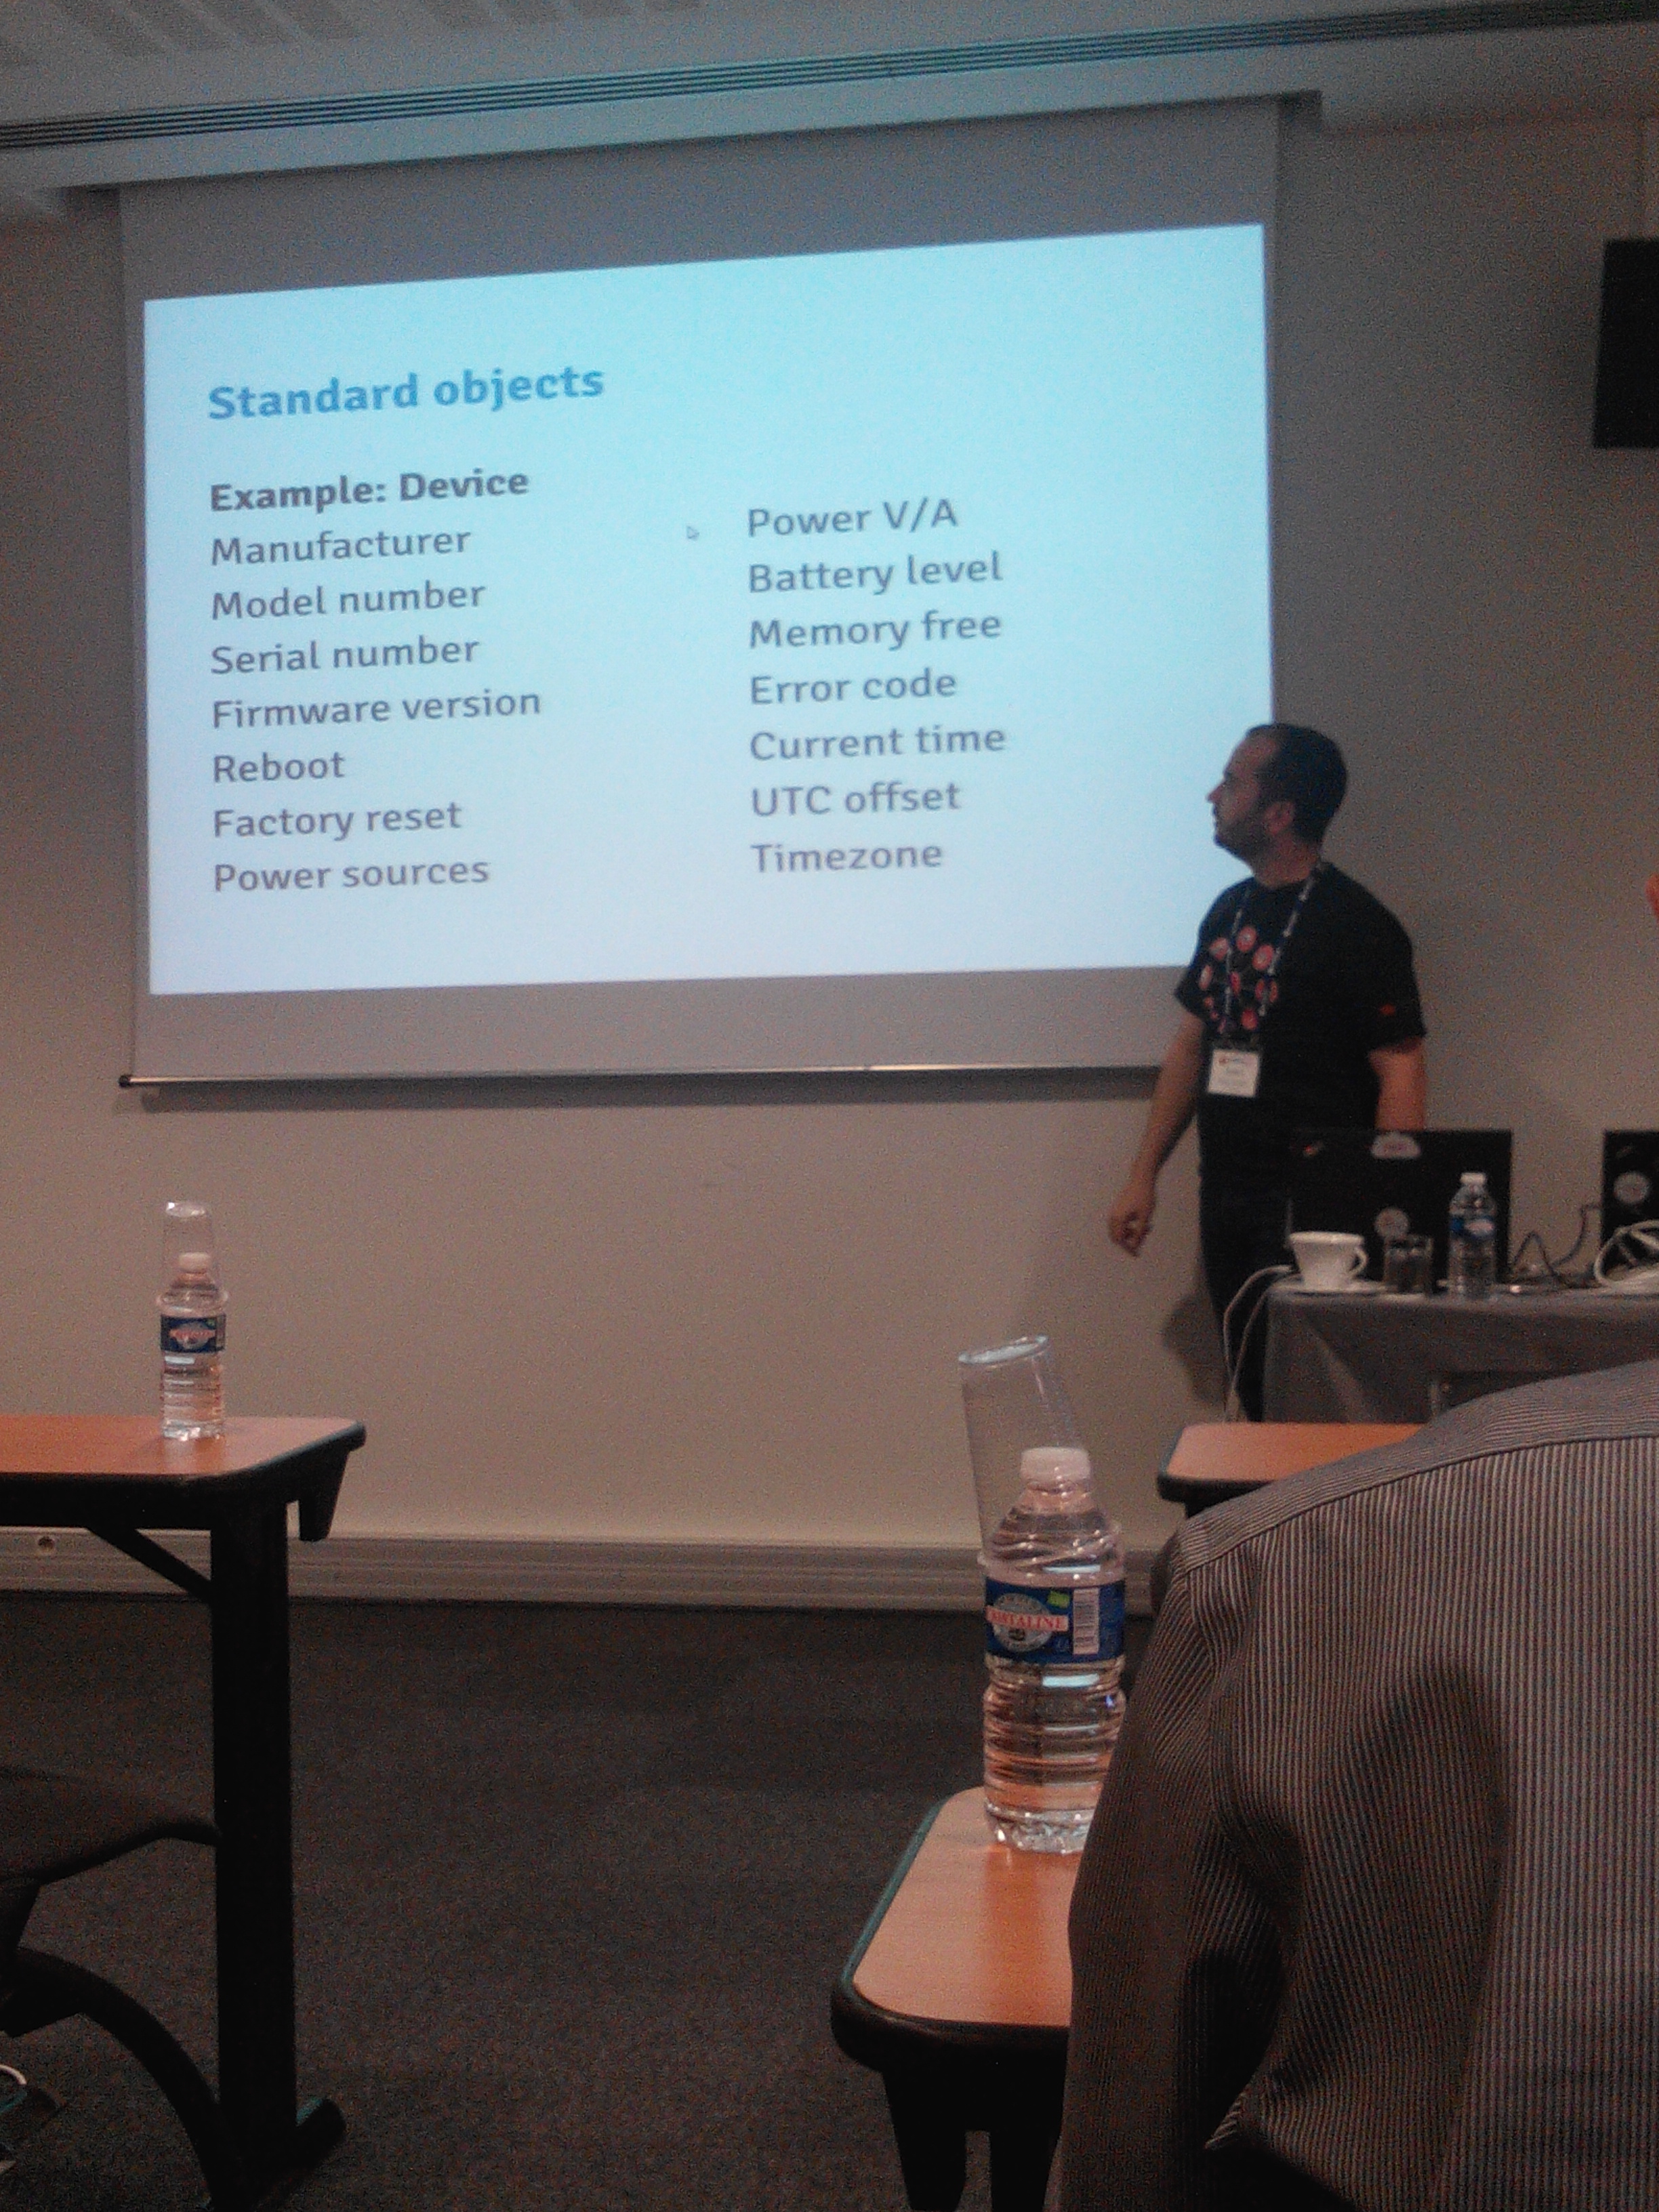 Standard objects
Example: Device
Manufacturer
Model number
Serial number
Firmware version
Reboot
Factory reset
Power sources
Power V/A
Battery level
Memory free
Error code
Current time
UTC offset
Timezone